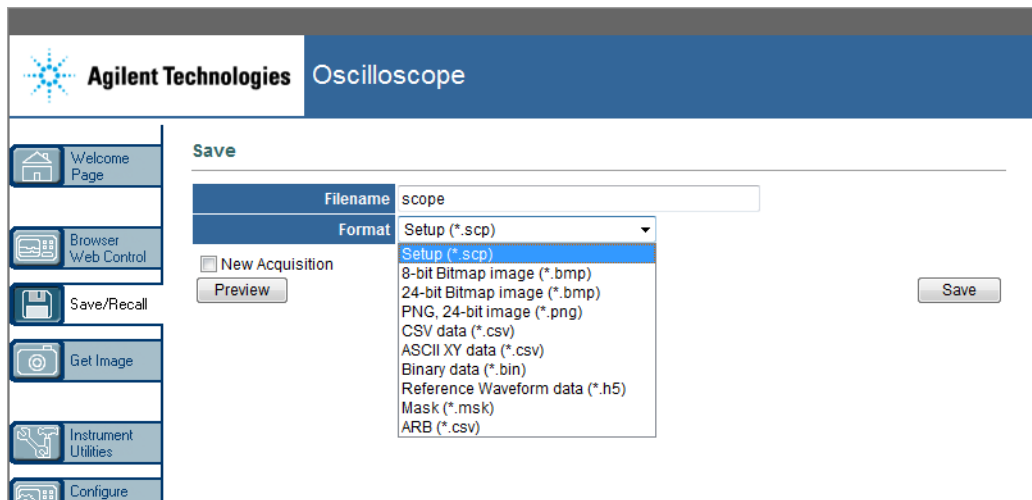 Agilent Technologies
Oscilloscope
Welcome
Page
Browser
Web Control
Save/Recall
Get Image
Instrument
Utilities
Configure
Save
Filename scope
Format Setup (*.scp)
Setup (*.scp)
8-bit Bitmap image (*.bmp)
24-bit Bitmap image (*.bmp)
PNG, 24-bit image (*.png)
CSV data (*.csv)
ASCII XY data (*.csv)
Binary data (*.bin)
Reference Waveform data (*.h5)
Mask (*.msk)
ARB (*.csv)
New Acquisition
Preview
Save